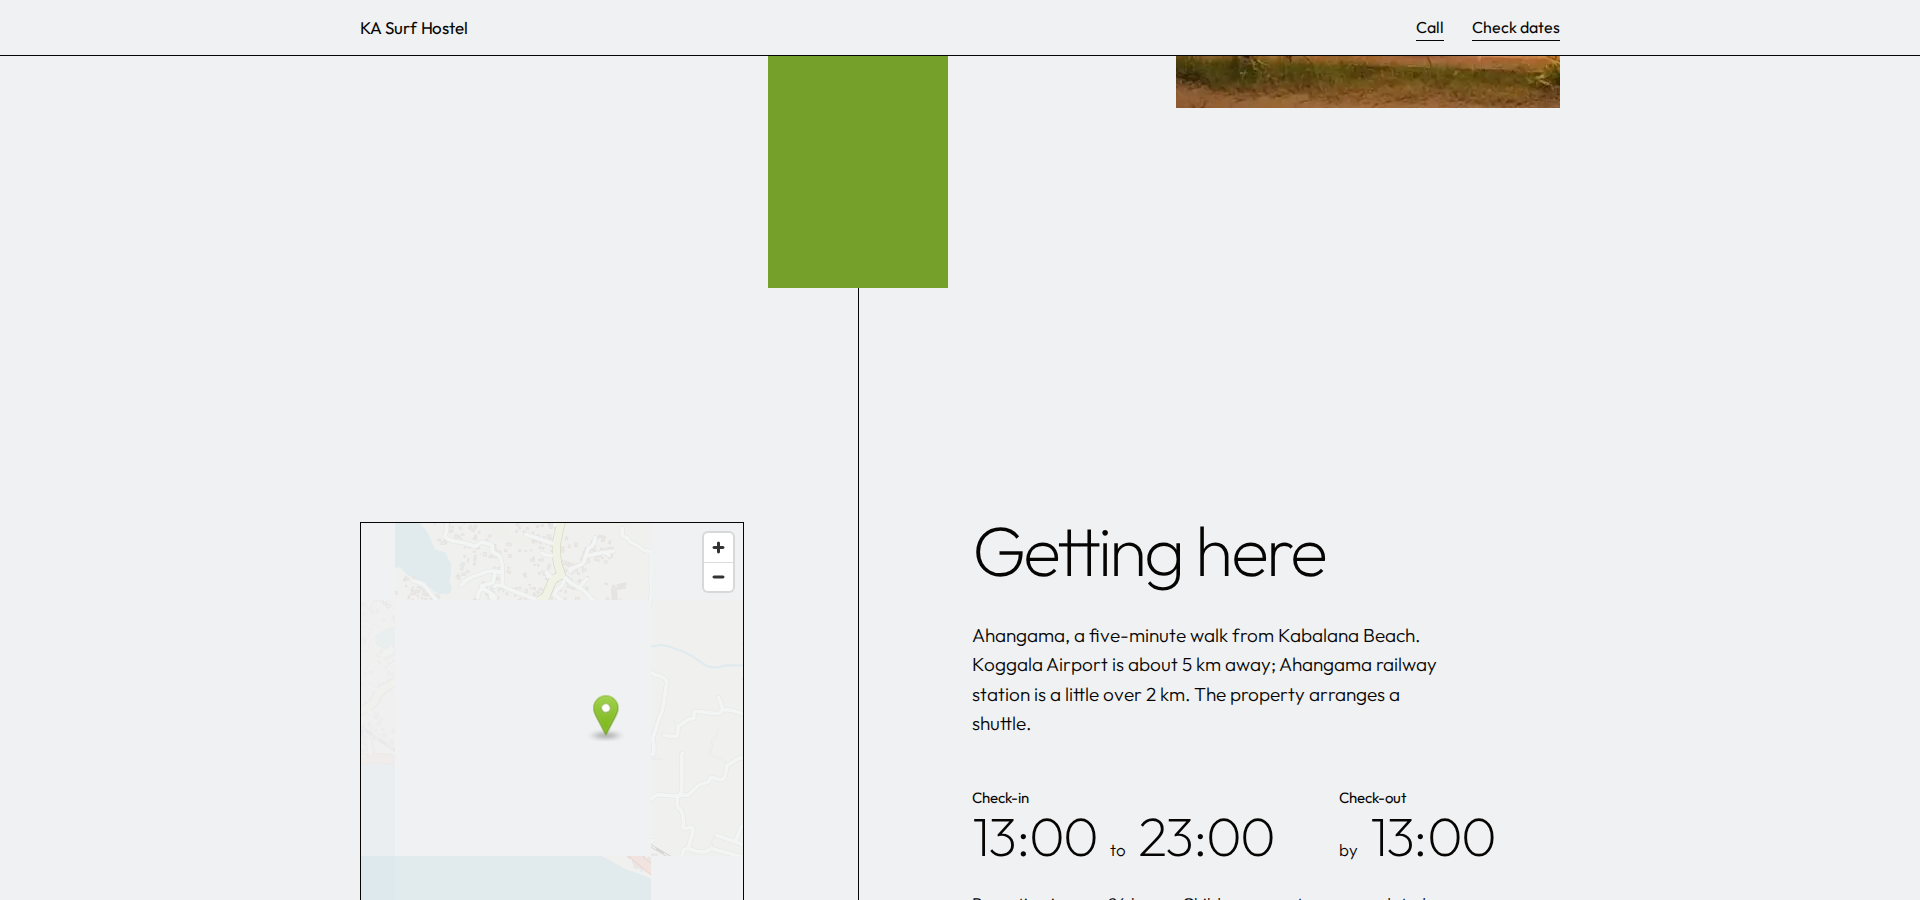 KA Surf Hostel
Call
Check dates
+
−
Getting here
Ahangama, a five-minute walk from Kabalana Beach.
Koggala Airport is about 5 km away; Ahangama railway
station is a little over 2 km. The property arranges a
shuttle.
Check-in
13:00 to 23:00
Check-out
by 13:00